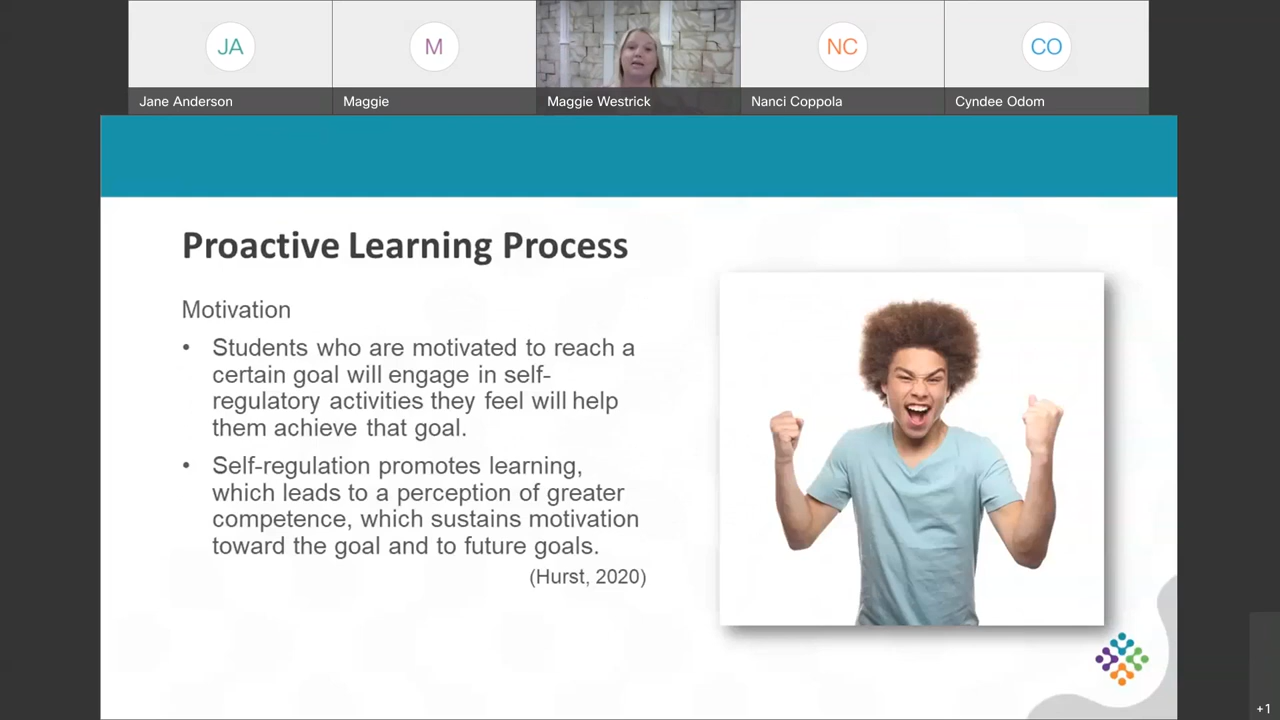 JA
M
NC
CO
Jane Anderson
Maggie
Maggie Westrick
Nanci Coppola
Cyndee Odom
Proactive Learning Process
Motivation
• Students who are motivated to reach a
certain goal will engage in self-
regulatory activities they feel will help
them achieve that goal.
• Self-regulation promotes learning,
which leads to a perception of greater
competence, which sustains motivation
toward the goal and to future goals.
(Hurst, 2020)
+1